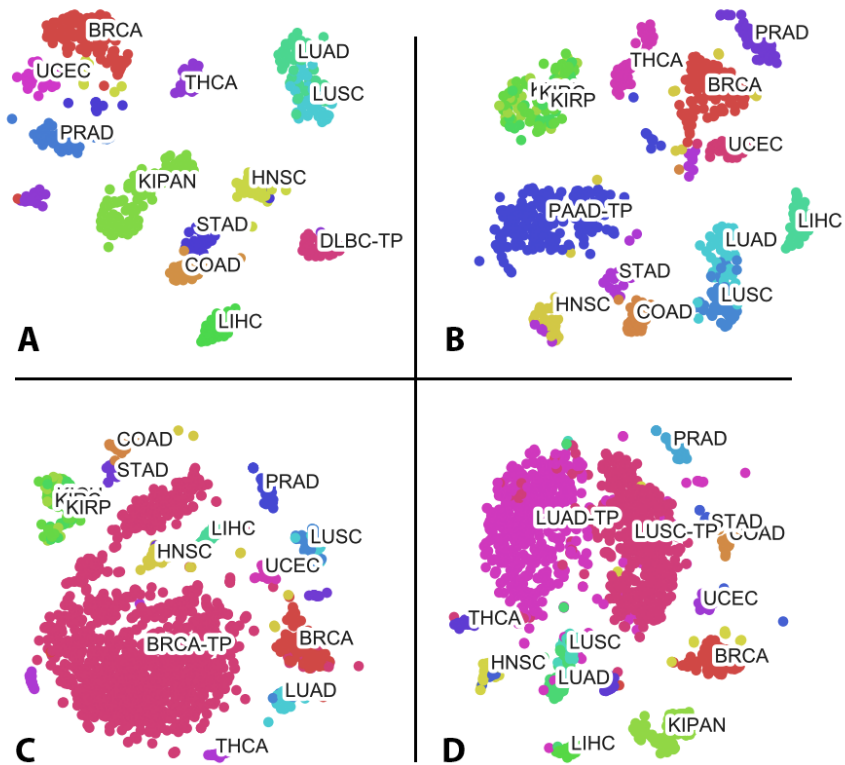 BRCA
UCEC
THCA
LUAD
LUSC
PRAD
KIPAN
HNSC
STAD
DLBC-TP
COAD
LIHC
A
PRAD
THCA
BRCA
KIRP
UCEC
PAAD-TP
LIHC
LUAD
STAD
LUSC
HNSC
COAD
B
COAD
STAD
PRAD
KIRP
LIHC
LUSC
HNSC
UCEC
BRCA-TP
BRCA
LUAD
THCA
C
PRAD
LUAD-TP
LUSC-TP
STAD
COAD
UCEC
THCA
LUSC
HNSC
BRCA
LUAD
KIPAN
LIHC
D